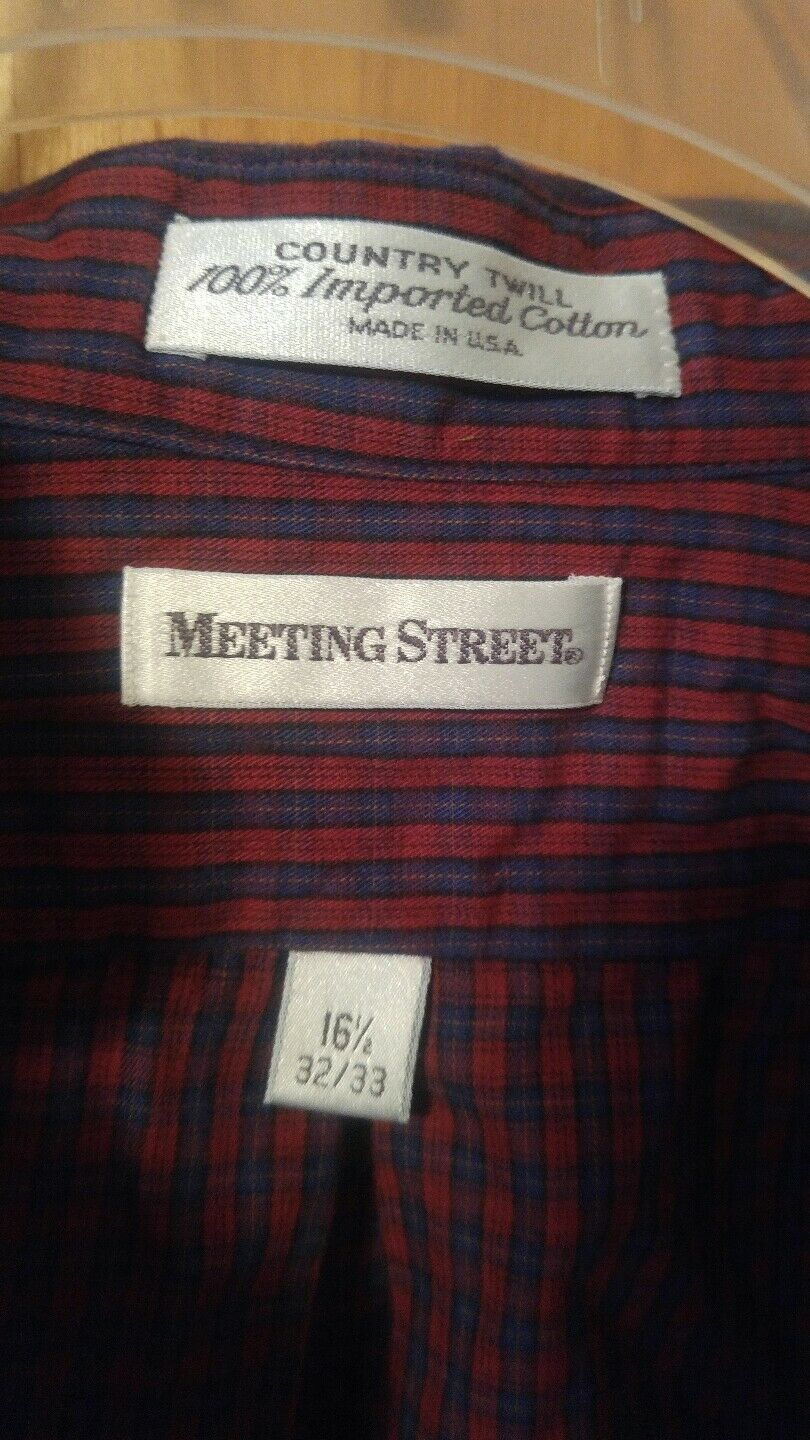 COUNTRY TWILL
100% Imported Cotton
MADE IN U.S.A.
MEETING STREET®
16½
32/33